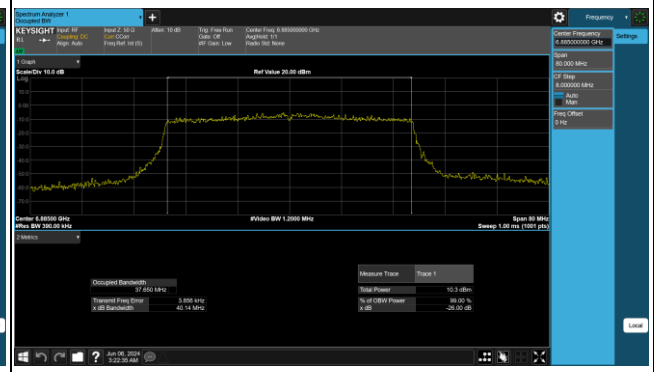 Spectrum Analyzer 1
Occupied BW
Frequency
KEYSIGHT
Input: RF
Coupling: DC
Align: Auto
Input Z: 50 Ω
Corr CCorr
Freq Ref: Int (S)
Atten: 10 dB
Trig: Free Run
Gate: Off
#IF Gain: Low
Center Freq: 6.885000000 GHz
Avg|Hold: 1/1
Radio Std: None
Center Frequency
6.885000000 GHz
Settings
Span
80.000 MHz
CF Step
8.000000 MHz
Auto
Man
Freq Offset
0 Hz
1 Graph
Scale/Div 10.0 dB
Ref Value 20.00 dBm
Log
10.0
0.00
-10.0
-20.0
-30.0
-40.0
-50.0
-60.0
-70.0
Center 6.88500 GHz
#Video BW 1.2000 MHz
Span 80 MHz
#Res BW 390.00 kHz
Sweep 1.00 ms (1001 pts)
2 Metrics
Measure Trace
Trace 1
Occupied Bandwidth
37.650 MHz
Total Power
10.3 dBm
Transmit Freq Error
5.856 kHz
% of OBW Power
99.00 %
x dB Bandwidth
40.14 MHz
x dB
-26.00 dB
Local
Jun 06, 2024
3:22:35 AM